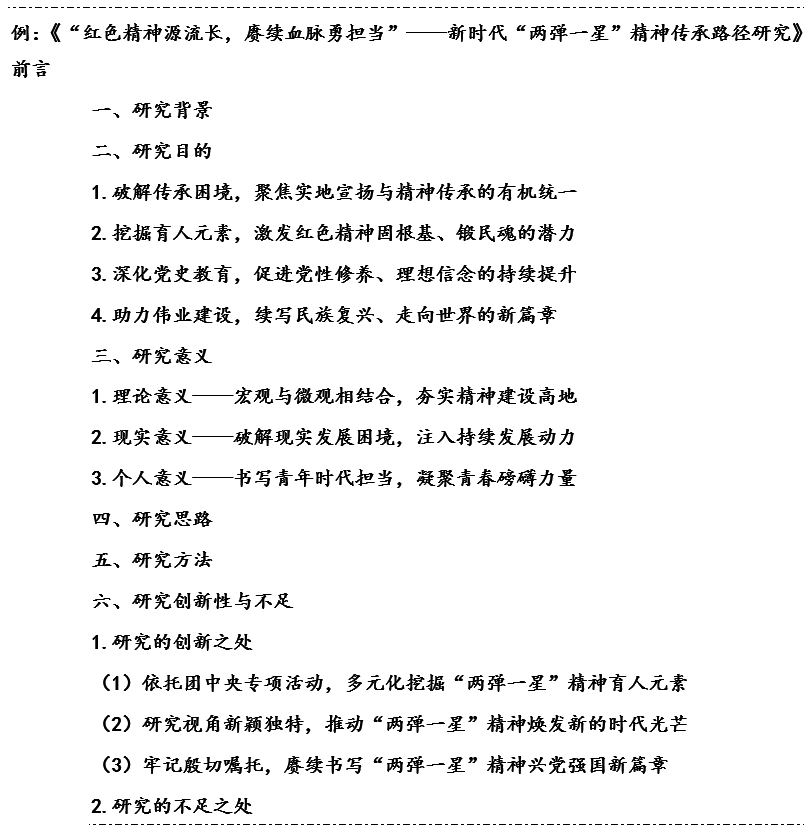 例：《“红色精神源流长，赓续血脉勇担当”——新时代“两弹一星”精神传承路径研究》
前言
一、研究背景
二、研究目的
1.破解传承困境，聚焦实地宣扬与精神传承的有机统一
2.挖掘育人元素，激发红色精神固根基、锻民魂的潜力
3.深化党史教育，促进党性修养、理想信念的持续提升
4.助力伟业建设，续写民族复兴、走向世界的新篇章
三、研究意义
1.理论意义——宏观与微观相结合，夯实精神建设高地
2.现实意义——破解现实发展困境，注入持续发展动力
3.个人意义——书写青年时代担当，凝聚青春磅礴力量
四、研究思路
五、研究方法
六、研究创新性与不足
1.研究的创新之处
（1）依托团中央专项活动，多元化挖掘“两弹一星”精神育人元素
（2）研究视角新颖独特，推动“两弹一星”精神焕发新的时代光芒
（3）牢记殷切嘱托，赓续书写“两弹一星”精神兴党强国新篇章
2.研究的不足之处